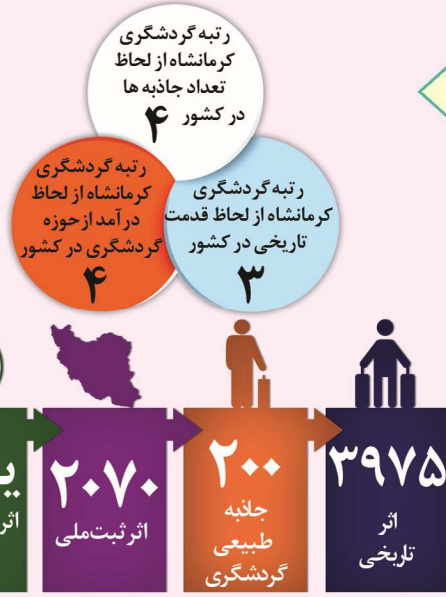 رتبه گردشگری
کرمانشاه از لحاظ
تعداد جاذبه ها
در کشور ۴
رتبه گردشگری
کرمانشاه از لحاظ قدمت
تاریخی در کشور
۳
رتبه گردشگری
کرمانشاه از لحاظ
درآمد از حوزه
گردشگری در کشور
۴
۳۹۷۵
اثر
تاریخی
۲۰۰
جاذبه
طبیعی
گردشگری
۲۰۷۰
اثر ثبت‌ملی
اثر